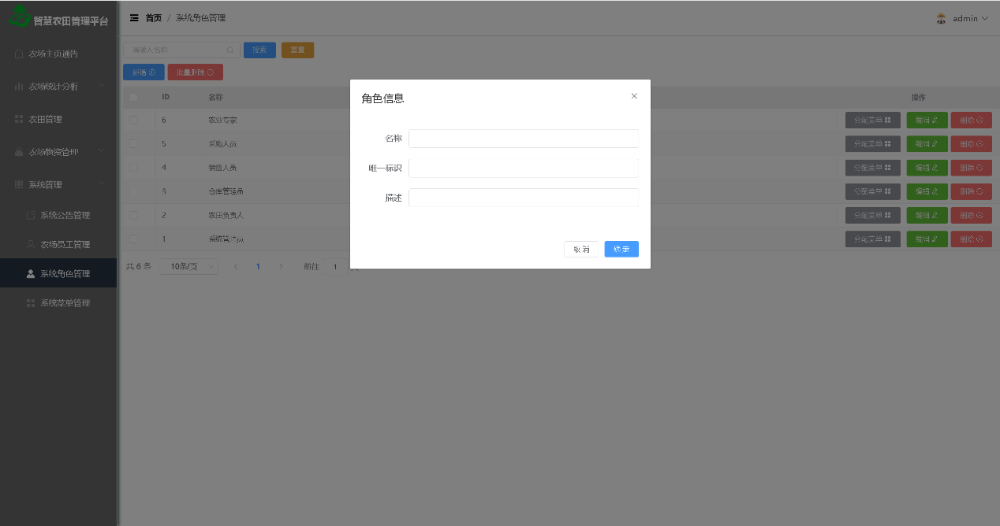 智慧农田管理平台
首页 / 系统角色管理
admin
农场主页通告
农场统计分析
农田管理
农场物资管理
系统管理
系统公告管理
农场员工管理
系统角色管理
系统菜单管理
请输入名称
搜索
重置
新增
批量删除
ID 名称 操作
6 农业专家 分配菜单 编辑 删除
5 采购人员 分配菜单 编辑 删除
4 销售人员 分配菜单 编辑 删除
3 仓库管理员 分配菜单 编辑 删除
2 农田负责人 分配菜单 编辑 删除
1 系统管理员 分配菜单 编辑 删除
共 6 条 10条/页 1 前往 1
角色信息
名称
唯一标识
描述
取 消
确 定